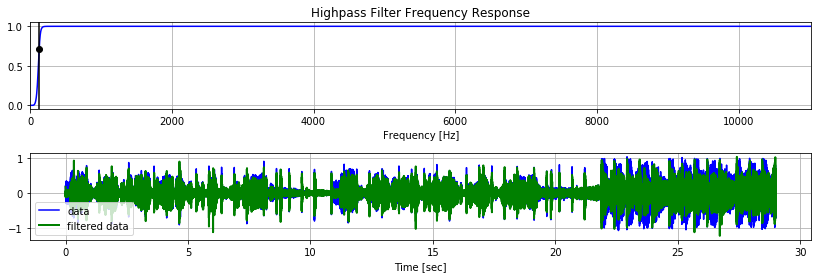 Highpass Filter Frequency Response
1.0
0.5
0.0
0 2000 4000 6000 8000 10000
Frequency [Hz]
1
0
−1
data
filtered data
0 5 10 15 20 25 30
Time [sec]